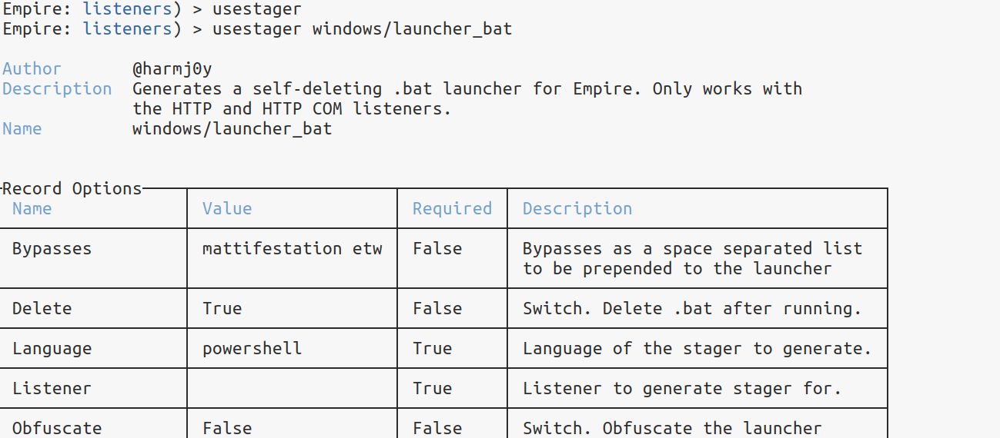 Empire: listeners) > usestager
Empire: listeners) > usestager windows/launcher_bat
Author @harmj0y
Description Generates a self-deleting .bat launcher for Empire. Only works with
the HTTP and HTTP COM listeners.
Name windows/launcher_bat
Record Options
Name Value Required Description
Bypasses mattifestation etw False Bypasses as a space separated list
to be prepended to the launcher
Delete True False Switch. Delete .bat after running.
Language powershell True Language of the stager to generate.
Listener True Listener to generate stager for.
Obfuscate False False Switch. Obfuscate the launcher